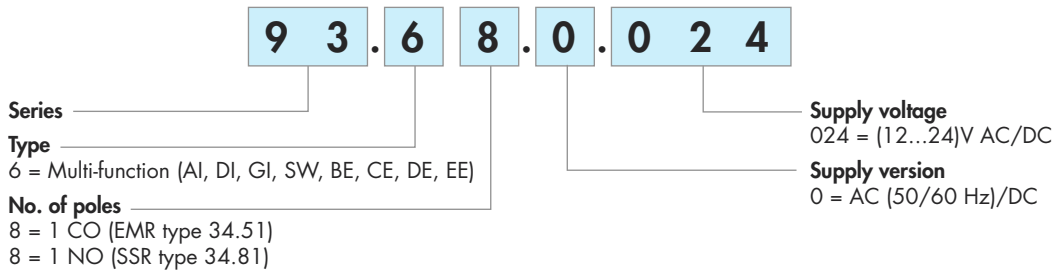 9 3 . 6 8 . 0 . 0 2 4
Series
Type
6 = Multi-function (AI, DI, GI, SW, BE, CE, DE, EE)
No. of poles
8 = 1 CO (EMR type 34.51)
8 = 1 NO (SSR type 34.81)
Supply voltage
024 = (12...24)V AC/DC
Supply version
0 = AC (50/60 Hz)/DC